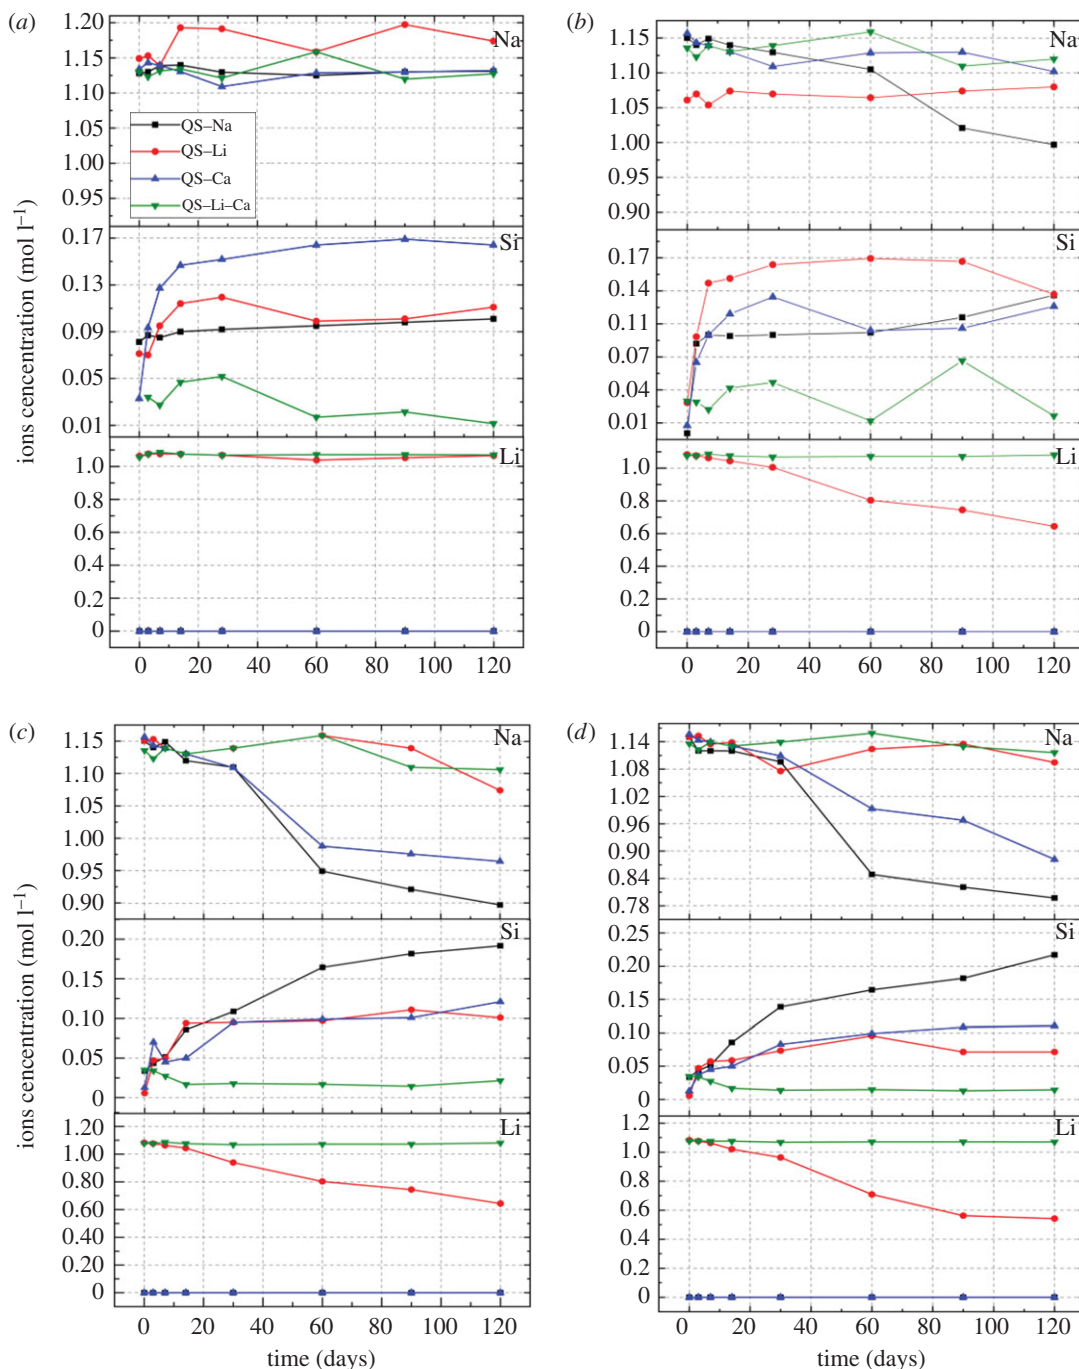 (a)
1.20
1.15
1.10
1.05
1.00
0.95
Na
QS–Na
QS–Li
QS–Ca
QS–Li–Ca
0.17
0.13
0.09
0.05
0.01
Si
1.0
0.8
0.6
0.4
0.2
0
Li
0 20 40 60 80 100 120
ions cencentration (mol l–1)
(b)
1.15
1.10
1.05
1.00
0.95
0.90
Na
0.17
0.14
0.11
0.07
0.04
0.01
Si
1.0
0.8
0.6
0.4
0.2
0
Li
0 20 40 60 80 100 120
(c)
1.15
1.10
1.05
1.00
0.95
0.90
Na
0.20
0.15
0.10
0.05
0
Si
1.20
1.00
0.80
0.60
0.40
0.20
0
Li
0 20 40 60 80 100 120
time (days)
ions cencentration (mol l–1)
(d)
1.14
1.08
1.02
0.96
0.90
0.84
0.78
Na
0.25
0.20
0.15
0.10
0.05
0
Si
1.2
1.0
0.8
0.6
0.4
0.2
0
Li
0 20 40 60 80 100 120
time (days)